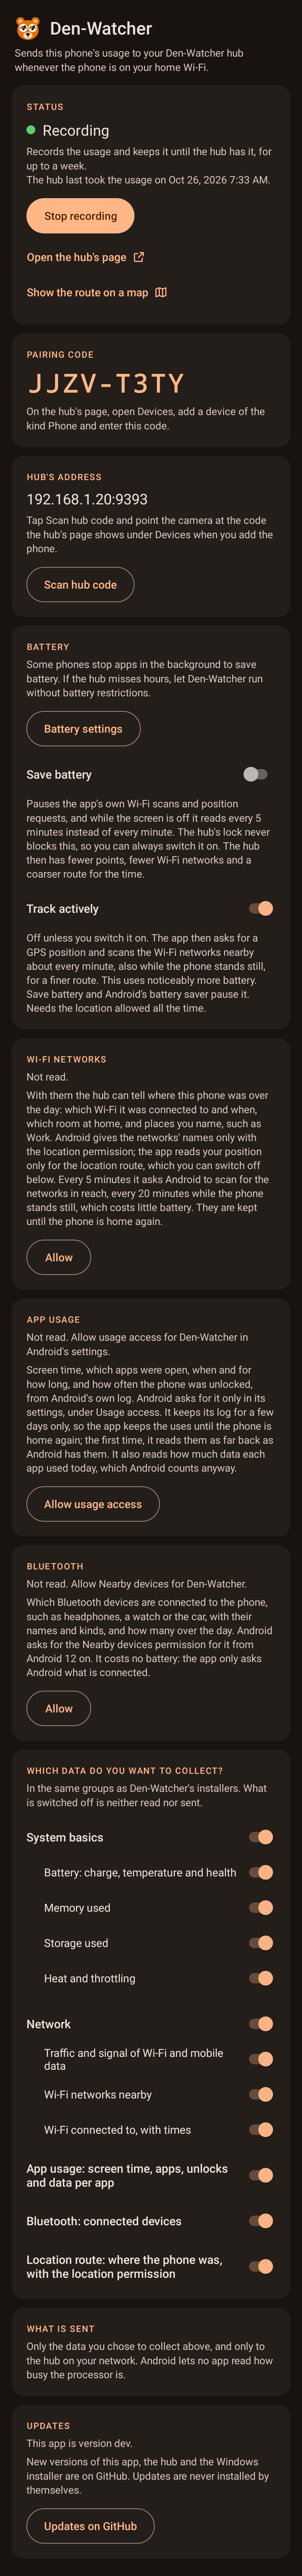 Den-Watcher
Sends this phone's usage to your Den-Watcher hub
whenever the phone is on your home Wi-Fi.
STATUS
Recording
Records the usage and keeps it until the hub has it, for
up to a week.
The hub last took the usage on Oct 26, 2026 7:33 AM.
Stop recording
Open the hub's page
Show the route on a map
PAIRING CODE
JJZV-T3TY
On the hub's page, open Devices, add a device of the
kind Phone and enter this code.
HUB'S ADDRESS
192.168.1.20:9393
Tap Scan hub code and point the camera at the code
the hub's page shows under Devices when you add the
phone.
Scan hub code
BATTERY
Some phones stop apps in the background to save
battery. If the hub misses hours, let Den-Watcher run
without battery restrictions.
Battery settings
Save battery
Pauses the app's own Wi-Fi scans and position
requests, and while the screen is off it reads every 5
minutes instead of every minute. The hub's lock never
blocks this, so you can always switch it on. The hub
then has fewer points, fewer Wi-Fi networks and a
coarser route for the time.
Track actively
Off unless you switch it on. The app then asks for a
GPS position and scans the Wi-Fi networks nearby
about every minute, also while the phone stands still,
for a finer route. This uses noticeably more battery.
Save battery and Android's battery saver pause it.
Needs the location allowed all the time.
WI-FI NETWORKS
Not read.
With them the hub can tell where this phone was over
the day: which Wi-Fi it was connected to and when,
which room at home, and places you name, such as
Work. Android gives the networks' names only with
the location permission; the app reads your position
only for the location route, which you can switch off
below. Every 5 minutes it asks Android to scan for the
networks in reach, every 20 minutes while the phone
stands still, which costs little battery. They are kept
until the phone is home again.
Allow
APP USAGE
Not read. Allow usage access for Den-Watcher in
Android's settings.
Screen time, which apps were open, when and for
how long, and how often the phone was unlocked,
from Android's own log. Android asks for it only in its
settings, under Usage access. It keeps its log for a few
days only, so the app keeps the uses until the phone is
home again; the first time, it reads them as far back as
Android has them. It also reads how much data each
app used today, which Android counts anyway.
Allow usage access
BLUETOOTH
Not read. Allow Nearby devices for Den-Watcher.
Which Bluetooth devices are connected to the phone,
such as headphones, a watch or the car, with their
names and kinds, and how many over the day. Android
asks for the Nearby devices permission for it from
Android 12 on. It costs no battery: the app only asks
Android what is connected.
Allow
WHICH DATA DO YOU WANT TO COLLECT?
In the same groups as Den-Watcher's installers. What
is switched off is neither read nor sent.
System basics
Battery: charge, temperature and health
Memory used
Storage used
Heat and throttling
Network
Traffic and signal of Wi-Fi and mobile
data
Wi-Fi networks nearby
Wi-Fi connected to, with times
App usage: screen time, apps, unlocks
and data per app
Bluetooth: connected devices
Location route: where the phone was,
with the location permission
WHAT IS SENT
Only the data you chose to collect above, and only to
the hub on your network. Android lets no app read how
busy the processor is.
UPDATES
This app is version dev.
New versions of this app, the hub and the Windows
installer are on GitHub. Updates are never installed by
themselves.
Updates on GitHub